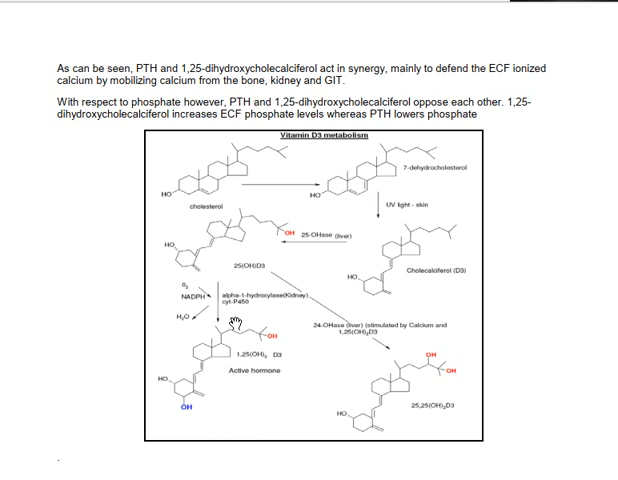 As can be seen, PTH and 1,25-dihydroxycholecalciferol act in synergy, mainly to defend the ECF ionized
calcium by mobilizing calcium from the bone, kidney and GIT.
With respect to phosphate however, PTH and 1,25-dihydroxycholecalciferol oppose each other. 1,25-
dihydroxycholecalciferol increases ECF phosphate levels whereas PTH lowers phosphate
Vitamin D3 metabolism
7-dehydrocholesterol
HO
HO
cholesterol
UV light - skin
OH 25-OHase (liver)
HO
25(OH)D3
Cholecalciferol (D3)
HO
O₂
NADPH
alpha-1-hydroxylase(Kidney)
cyt-P450
H₂O
24-OHase (liver) (stimulated by Calcium and
1,25(OH)₂D3
OH
1,25(OH)₂ D3
Active hormone
OH
OH
HO
OH
25,25(OH)₂D3
HO